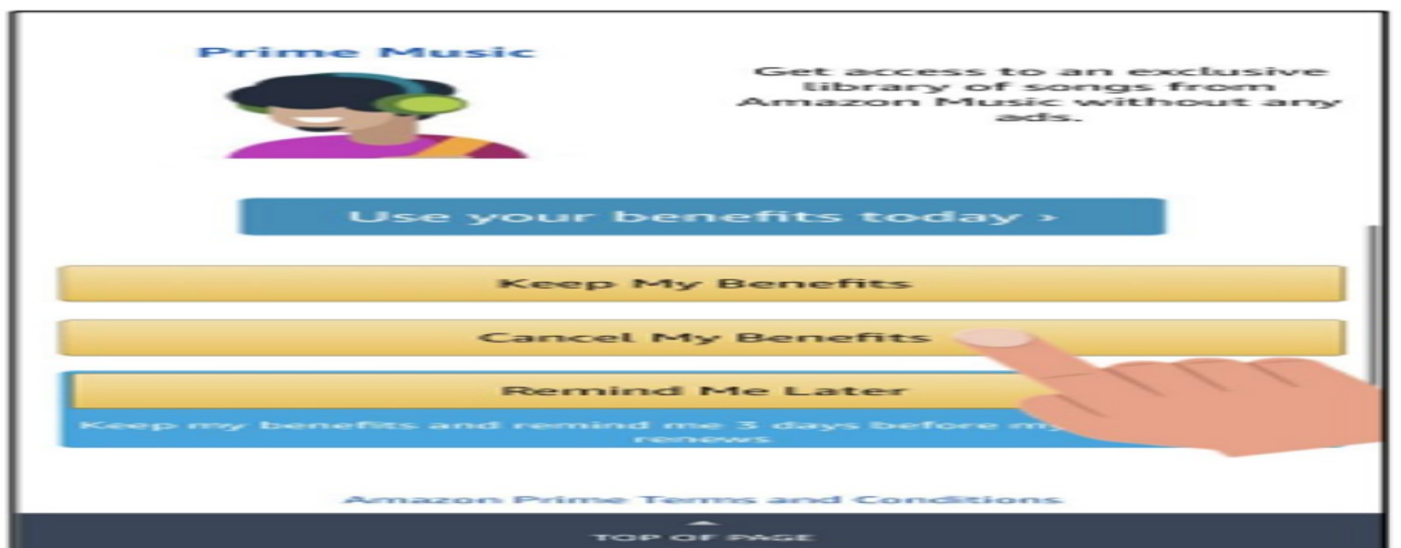 Prime Music
Get access to an exclusive
library of songs from
Amazon Music without any
ads.
Use your benefits today ›
Keep My Benefits
Cancel My Benefits
Remind Me Later
Keep my benefits and remind me 3 days before my
renews
Amazon Prime Terms and Conditions
TOP OF PAGE